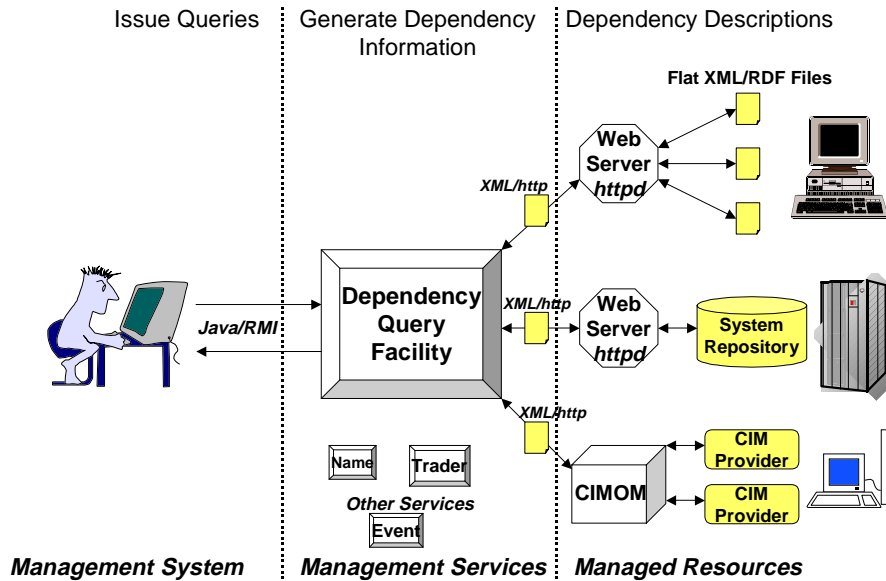 Issue Queries
Generate Dependency
Information
Dependency Descriptions
Flat XML/RDF Files
Web
Server
httpd
XML/http
Java/RMI
Dependency
Query
Facility
XML/http
Web
Server
httpd
System
Repository
XML/http
CIMOM
CIM
Provider
CIM
Provider
Name
Trader
Other Services
Event
Management System
Management Services
Managed Resources